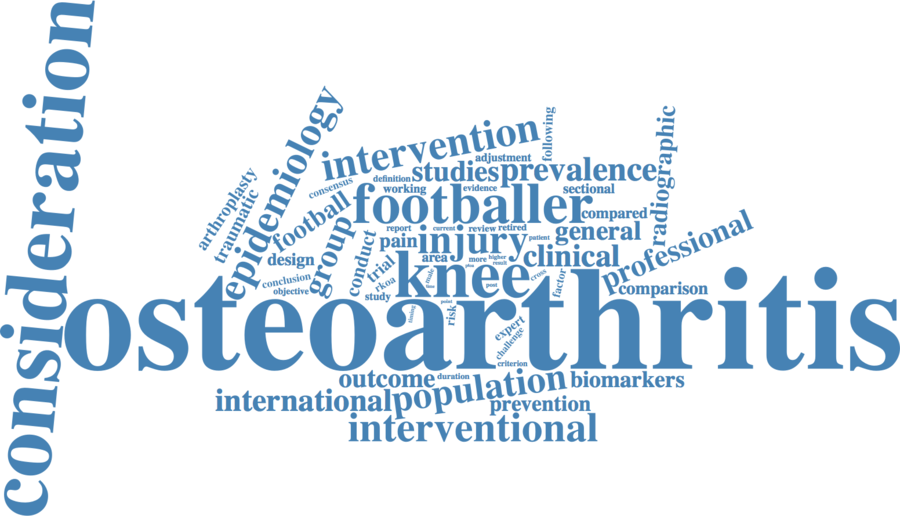 consideration
osteoarthritis
epidemiology
arthroplasty
traumatic
intervention
following
radiographic
adjustment
studies
prevalence
definition
consensus
working
evidence
sectional
football
footballer
compared
report
current
review
retired
general
group
pain
injury
patient
professional
design
conduct
area
more
higher
result
clinical
trial
knee
cross
factor
comparison
conclusion
objective
rkoa
study
male
post
point
timing
risk
expert
challenge
criterion
outcome
duration
population
biomarkers
international
prevention
interventional